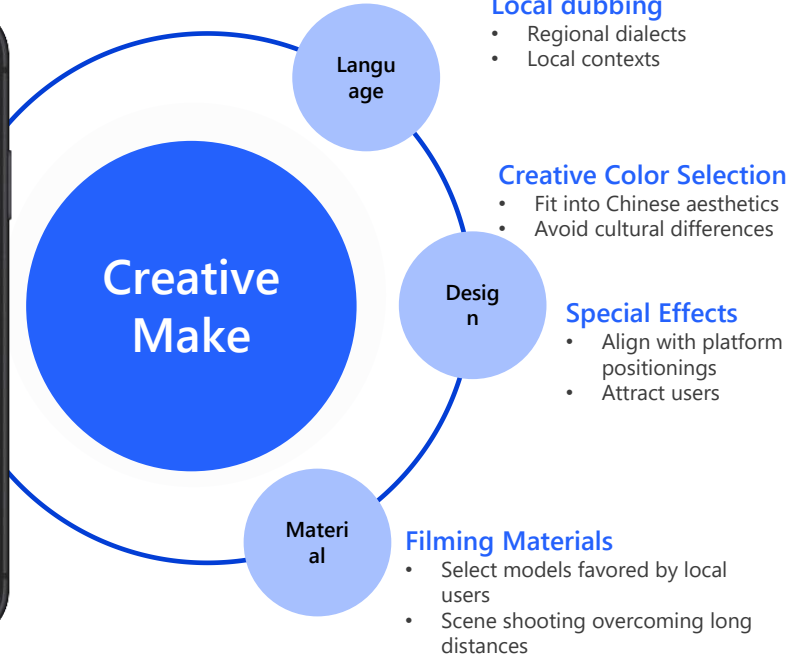 Local dubbing
• Regional dialects
• Local contexts
Langu
age
Creative Color Selection
• Fit into Chinese aesthetics
• Avoid cultural differences
Creative
Make
Desig
n
Special Effects
• Align with platform
positionings
• Attract users
Materi
al
Filming Materials
• Select models favored by local
users
• Scene shooting overcoming long
distances